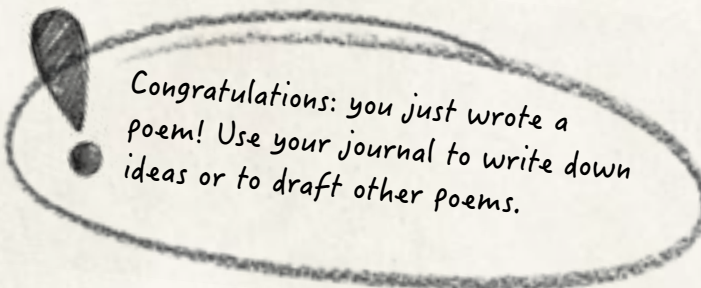 Congratulations: you just wrote a
poem! Use your journal to write down
ideas or to draft other poems.